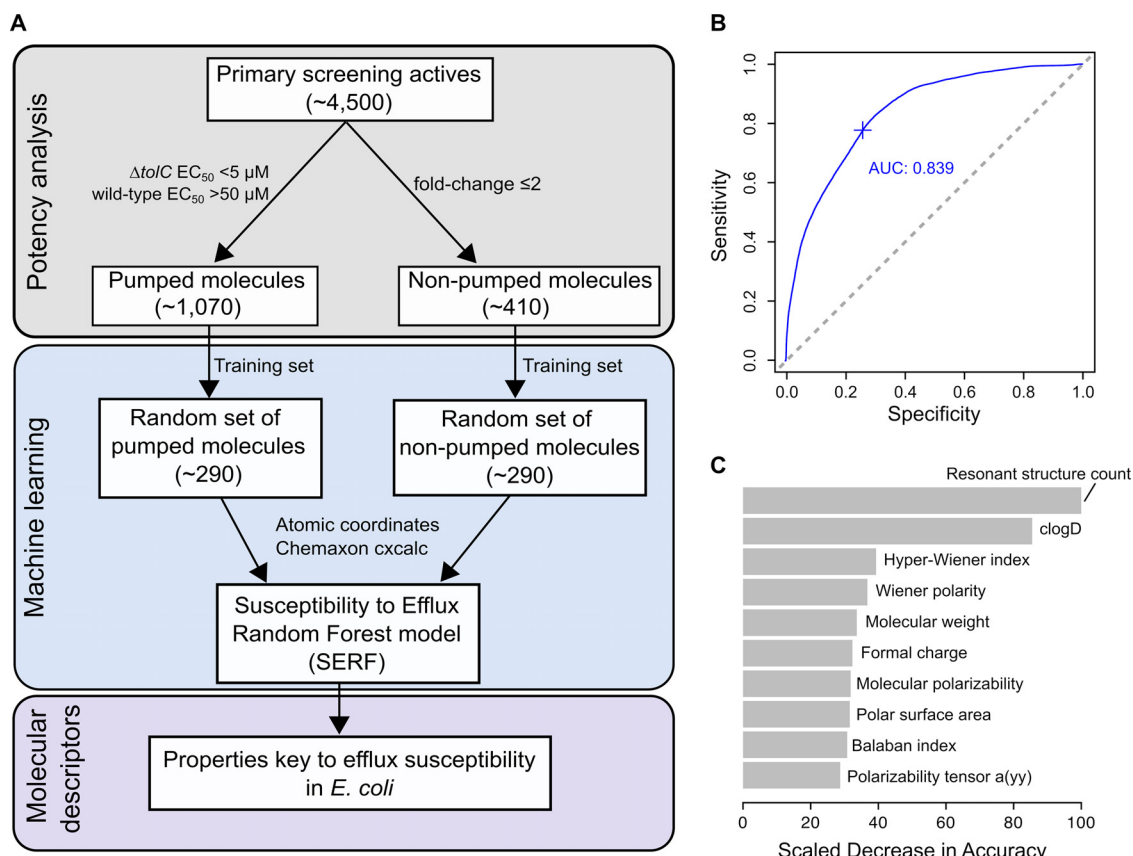 A
Potency analysis
Primary screening actives
(~4,500)
ΔtolC EC50 <5 µM
wild-type EC50 >50 µM
fold-change ≤2
Pumped molecules
(~1,070)
Non-pumped molecules
(~410)
Machine learning
Training set
Training set
Random set of
pumped molecules
(~290)
Random set of
non-pumped molecules
(~290)
Atomic coordinates
Chemaxon cxcalc
Susceptibility to Efflux
Random Forest model
(SERF)
Molecular
descriptors
Properties key to efflux susceptibility
in E. coli
B
Sensitivity
1.0
0.8
0.6
0.4
0.2
0.0
AUC: 0.839
0.0 0.2 0.4 0.6 0.8 1.0
Specificity
C
Resonant structure count
clogD
Hyper-Wiener index
Wiener polarity
Molecular weight
Formal charge
Molecular polarizability
Polar surface area
Balaban index
Polarizability tensor a(yy)
0 20 40 60 80 100
Scaled Decrease in Accuracy